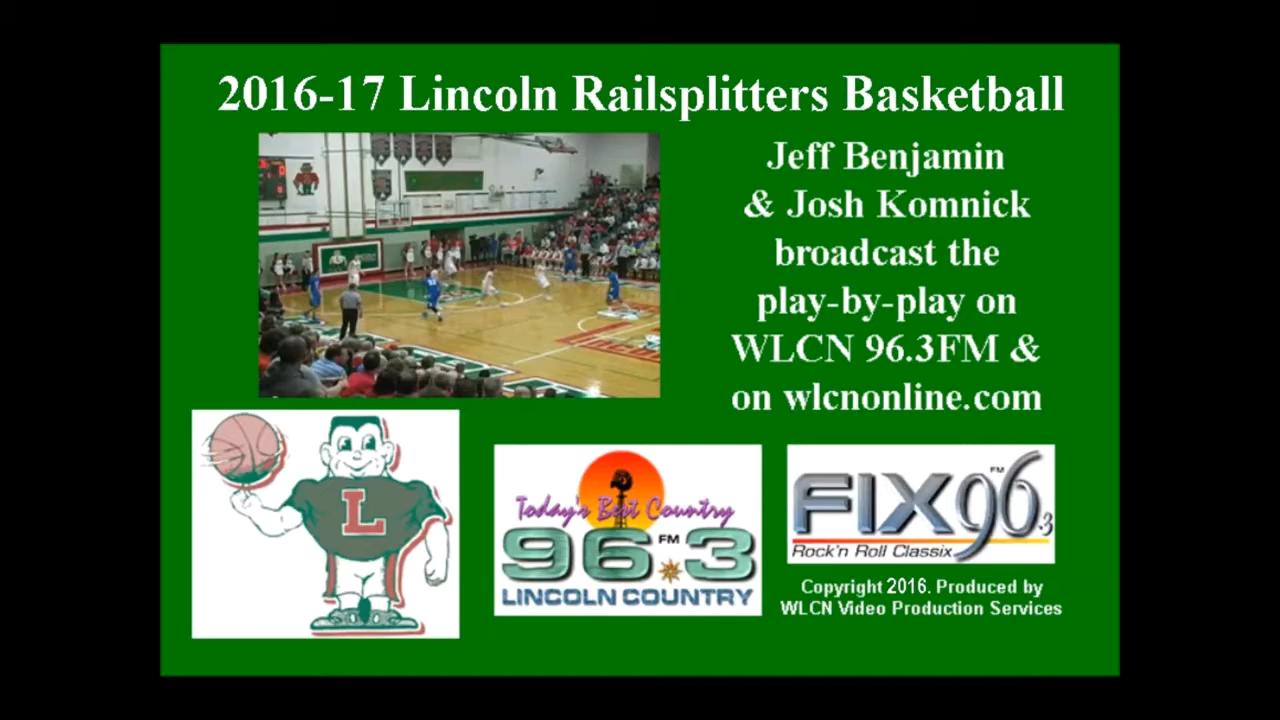 2016-17 Lincoln Railsplitters Basketball
Jeff Benjamin
& Josh Komnick
broadcast the
play-by-play on
WLCN 96.3FM &
on wlcnonline.com
L
Today's Best Country
96.3 FM
LINCOLN COUNTRY
FIX 96.3 FM
Rock'n Roll Classix
Copyright 2016. Produced by
WLCN Video Production Services